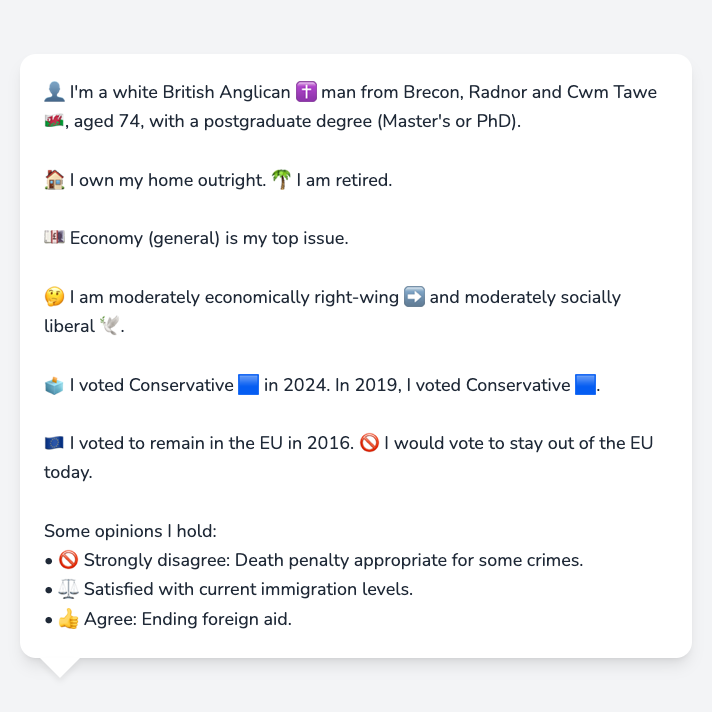 👤 I'm a white British Anglican ✝️ man from Brecon, Radnor and Cwm Tawe
🏴󠁧󠁢󠁷󠁬󠁳󠁿, aged 74, with a postgraduate degree (Master's or PhD).
🏠 I own my home outright. 🌴 I am retired.
💷 Economy (general) is my top issue.
🤔 I am moderately economically right-wing ➡️ and moderately socially
liberal 🕊️.
🗳️ I voted Conservative 🟦 in 2024. In 2019, I voted Conservative 🟦.
🇪🇺 I voted to remain in the EU in 2016. 🚫 I would vote to stay out of the EU
today.
Some opinions I hold:
• 🚫 Strongly disagree: Death penalty appropriate for some crimes.
• ⚖️ Satisfied with current immigration levels.
• 👍 Agree: Ending foreign aid.